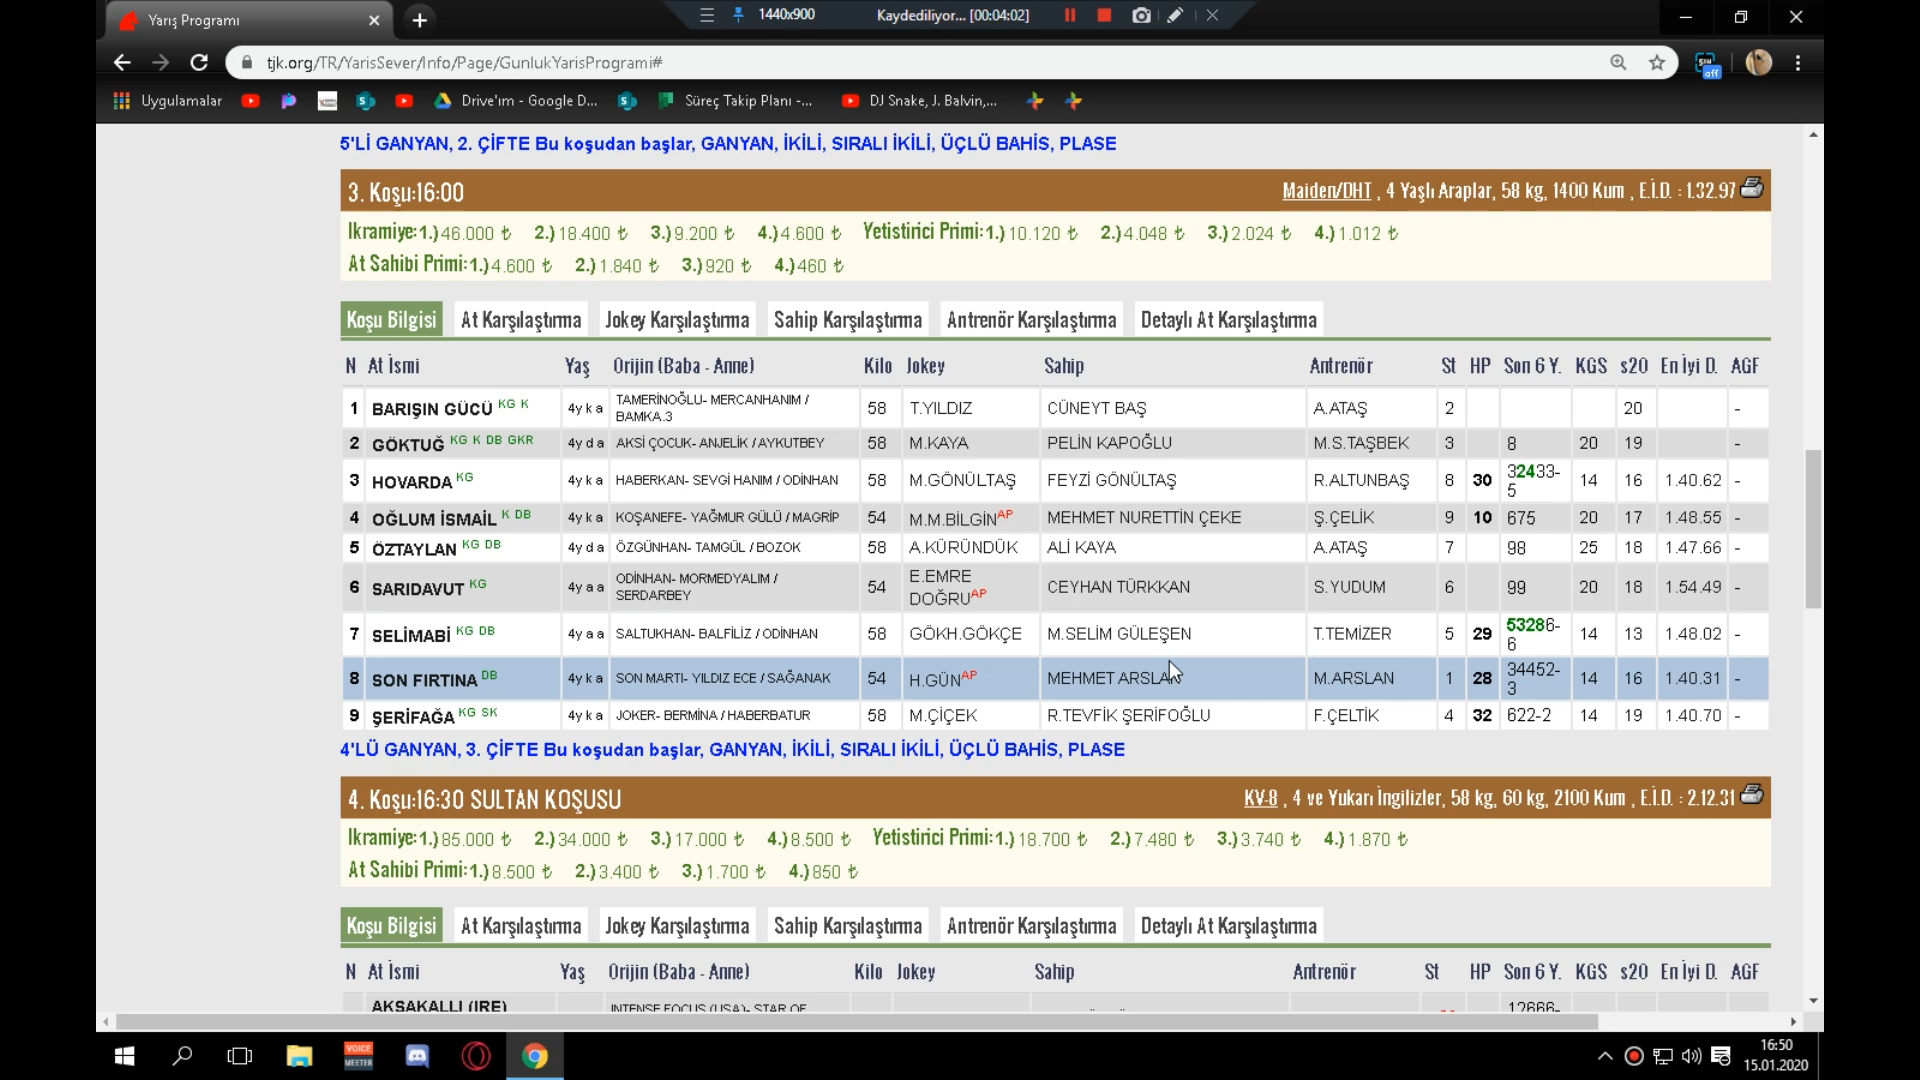 Yarış Programı
1440x900
Kaydediliyor... [00:04:02]
tjk.org/TR/YarisSever/Info/Page/GunlukYarisProgrami#
off
Uygulamalar
Drive'ım - Google D...
Süreç Takip Planı -...
DJ Snake, J. Balvin,...
5'Lİ GANYAN, 2. ÇİFTE Bu koşudan başlar, GANYAN, İKİLİ, SIRALI İKİLİ, ÜÇLÜ BAHİS, PLASE
3. Koşu:16:00 Maiden/DHT , 4 Yaşlı Araplar, 58 kg, 1400 Kum , E.İ.D. : 1.32.97
Ikramiye:1.)46.000 ₺ 2.)18.400 ₺ 3.)9.200 ₺ 4.)4.600 ₺ Yetistirici Primi:1.)10.120 ₺ 2.)4.048 ₺ 3.)2.024 ₺ 4.)1.012 ₺
At Sahibi Primi:1.)4.600 ₺ 2.)1.840 ₺ 3.)920 ₺ 4.)460 ₺
Koşu Bilgisi At Karşılaştırma Jokey Karşılaştırma Sahip Karşılaştırma Antrenör Karşılaştırma Detaylı At Karşılaştırma
N At İsmi Yaş Orijin (Baba - Anne) Kilo Jokey Sahip Antrenör St HP Son 6 Y. KGS s20 En İyi D. AGF
1 BARIŞIN GÜCÜ KG K 4y k a TAMERİNOĞLU- MERCANHANIM / BAMKA.3 58 T.YILDIZ CÜNEYT BAŞ A.ATAŞ 2 20 -
2 GÖKTUĞ KG K DB GKR 4y d a AKSİ ÇOCUK- ANJELİK / AYKUTBEY 58 M.KAYA PELİN KAPOĞLU M.S.TAŞBEK 3 8 20 19 -
3 HOVARDA KG 4y k a HABERKAN- SEVGİ HANIM / ODİNHAN 58 M.GÖNÜLTAŞ FEYZİ GÖNÜLTAŞ R.ALTUNBAŞ 8 30 32433-5 14 16 1.40.62 -
4 OĞLUM İSMAİL K DB 4y k a KOŞANEFE- YAĞMUR GÜLÜ / MAGRİP 54 M.M.BİLGİN AP MEHMET NURETTİN ÇEKE Ş.ÇELİK 9 10 675 20 17 1.48.55 -
5 ÖZTAYLAN KG DB 4y d a ÖZGÜNHAN- TAMGÜL / BOZOK 58 A.KÜRÜNDÜK ALİ KAYA A.ATAŞ 7 98 25 18 1.47.66 -
6 SARIDAVUT KG 4y a a ODİNHAN- MORMEDYALIM / SERDARBEY 54 E.EMRE DOĞRU AP CEYHAN TÜRKKAN S.YUDUM 6 99 20 18 1.54.49 -
7 SELİMABİ KG DB 4y a a SALTUKHAN- BALFİLİZ / ODİNHAN 58 GÖKH.GÖKÇE M.SELİM GÜLEŞEN T.TEMİZER 5 29 53286-6 14 13 1.48.02 -
8 SON FIRTINA DB 4y k a SON MARTI- YILDIZ ECE / SAĞANAK 54 H.GÜN AP MEHMET ARSLAN M.ARSLAN 1 28 34452-3 14 16 1.40.31 -
9 ŞERİFAĞA KG SK 4y k a JOKER- BERMİNA / HABERBATUR 58 M.ÇİÇEK R.TEVFİK ŞERİFOĞLU F.ÇELTİK 4 32 622-2 14 19 1.40.70 -
4'LÜ GANYAN, 3. ÇİFTE Bu koşudan başlar, GANYAN, İKİLİ, SIRALI İKİLİ, ÜÇLÜ BAHİS, PLASE
4. Koşu:16:30 SULTAN KOŞUSU KV-8 , 4 ve Yukarı İngilizler, 58 kg, 60 kg, 2100 Kum , E.İ.D. : 2.12.31
Ikramiye:1.)85.000 ₺ 2.)34.000 ₺ 3.)17.000 ₺ 4.)8.500 ₺ Yetistirici Primi:1.)18.700 ₺ 2.)7.480 ₺ 3.)3.740 ₺ 4.)1.870 ₺
At Sahibi Primi:1.)8.500 ₺ 2.)3.400 ₺ 3.)1.700 ₺ 4.)850 ₺
Koşu Bilgisi At Karşılaştırma Jokey Karşılaştırma Sahip Karşılaştırma Antrenör Karşılaştırma Detaylı At Karşılaştırma
N At İsmi Yaş Orijin (Baba - Anne) Kilo Jokey Sahip Antrenör St HP Son 6 Y. KGS s20 En İyi D. AGF
AKSAKALLI (IRE) INTENSE FOCUS (USA)- STAR OF 12666-
VOICE MEETER
16:50
15.01.2020